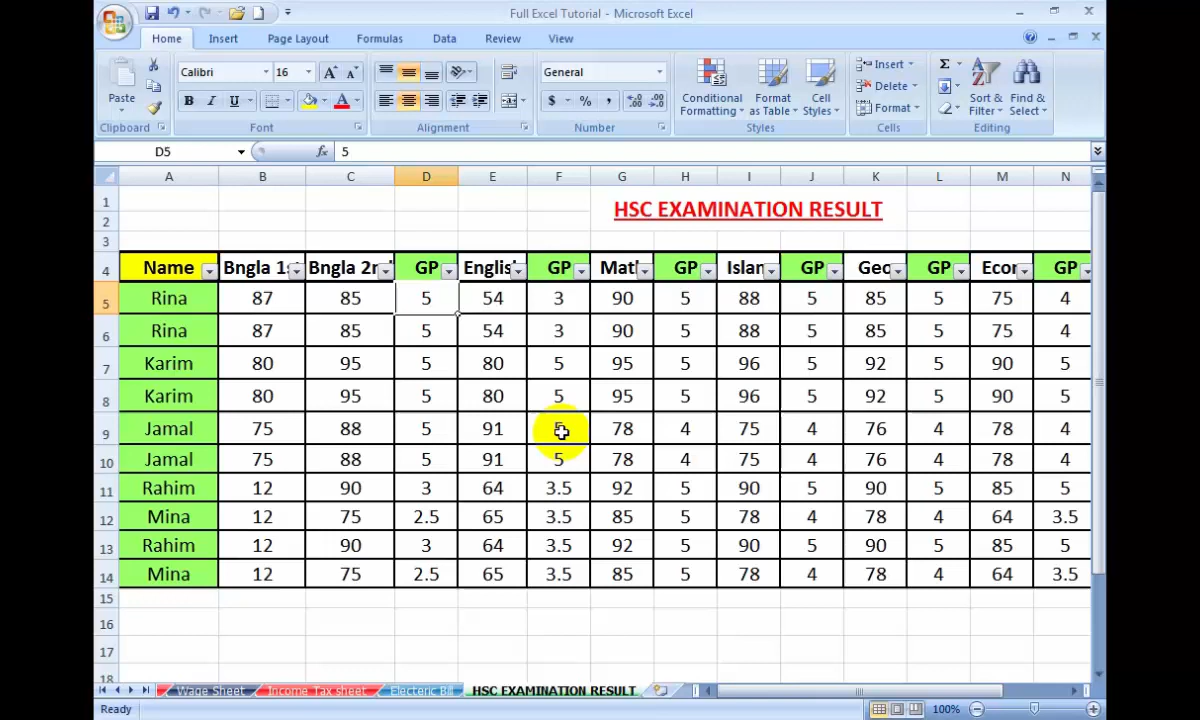 Full Excel Tutorial - Microsoft Excel
Home Insert Page Layout Formulas Data Review View
Paste
Clipboard
Calibri 16
B I U
Font
Alignment
General
$ % ,
Number
Conditional Formatting
Format as Table
Cell Styles
Styles
Insert
Delete
Format
Cells
Σ
Sort & Filter
Find & Select
Editing
D5 fx 5
A B C D E F G H I J K L M N
1 HSC EXAMINATION RESULT
2
3
4 Name Bngla 1s Bngla 2n GP Englis GP Mat GP Islan GP Geo GP Econ GP
5 Rina 87 85 5 54 3 90 5 88 5 85 5 75 4
6 Rina 87 85 5 54 3 90 5 88 5 85 5 75 4
7 Karim 80 95 5 80 5 95 5 96 5 92 5 90 5
8 Karim 80 95 5 80 5 95 5 96 5 92 5 90 5
9 Jamal 75 88 5 91 5 78 4 75 4 76 4 78 4
10 Jamal 75 88 5 91 5 78 4 75 4 76 4 78 4
11 Rahim 12 90 3 64 3.5 92 5 90 5 90 5 85 5
12 Mina 12 75 2.5 65 3.5 85 5 78 4 78 4 64 3.5
13 Rahim 12 90 3 64 3.5 92 5 90 5 90 5 85 5
14 Mina 12 75 2.5 65 3.5 85 5 78 4 78 4 64 3.5
15
16
17
18
Wage Sheet Income Tax sheet Electeric Bil HSC EXAMINATION RESULT
Ready 100%